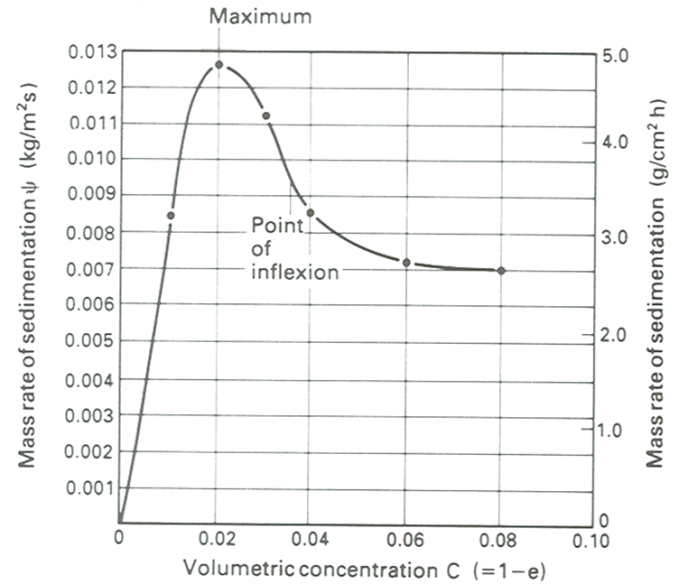 Maximum
Mass rate of sedimentation ψ (kg/m²s)
0.013
0.012
0.011
0.010
0.009
0.008
0.007
0.006
0.005
0.004
0.003
0.002
0.001
0
Point
of
inflexion
5.0
4.0
3.0
2.0
1.0
0
Mass rate of sedimentation (g/cm² h)
0 0.02 0.04 0.06 0.08 0.10
Volumetric concentration C (=1−e)